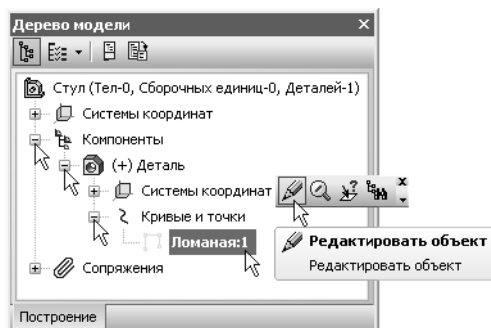 Дерево модели
Стул (Тел-0, Сборочных единиц-0, Деталей-1)
Системы координат
Компоненты
(+) Деталь
Системы координат
Кривые и точки
Ломаная:1
Редактировать объект
Редактировать объект
Сопряжения
Построение